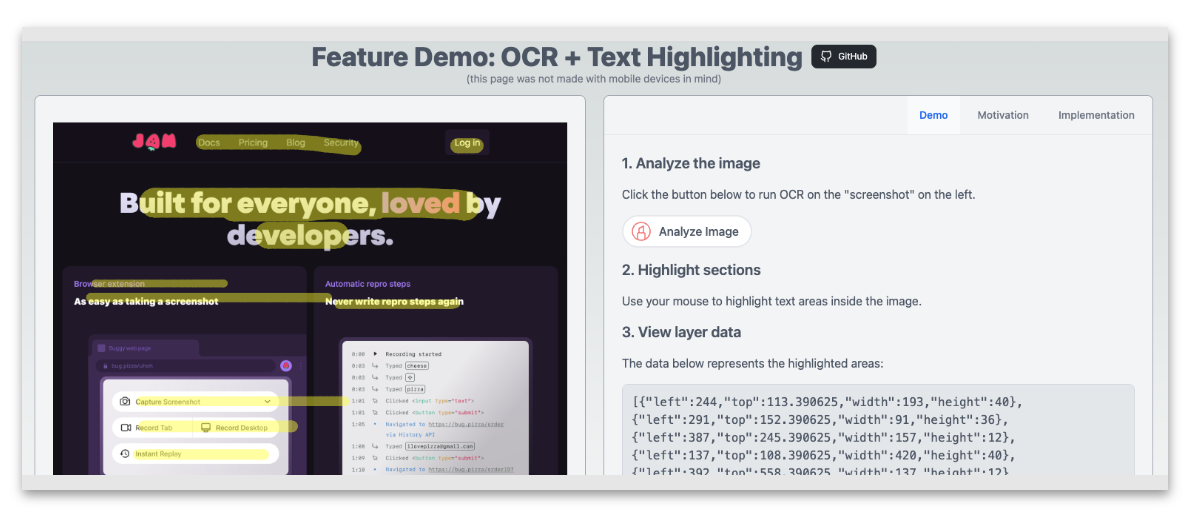 Feature Demo: OCR + Text Highlighting
GitHub
(this page was not made with mobile devices in mind)
JAM
Docs Pricing Blog Security
Log in
Built for everyone, loved by
developers.
Browser extension
As easy as taking a screenshot
Buggy web page
bug.pizza/crash
Capture Screenshot
Record Tab
Record Desktop
Instant Replay
Automatic repro steps
Never write repro steps again
0:00 Recording started
0:03 Typed cheese
0:03 Typed
0:03 Typed pizza
1:01 Clicked <input type="text">
1:01 Clicked <button type="submit">
1:05 Navigated to https://bug.pizza/order
via History API
1:08 Typed ilovepizza@gmail.com
1:09 Clicked <button type="submit">
1:10 Navigated to
Demo
Motivation
Implementation
1. Analyze the image
Click the button below to run OCR on the "screenshot" on the left.
Analyze Image
2. Highlight sections
Use your mouse to highlight text areas inside the image.
3. View layer data
The data below represents the highlighted areas:
[{"left":244,"top":113.390625,"width":193,"height":40},
{"left":291,"top":152.390625,"width":91,"height":36},
{"left":387,"top":245.390625,"width":157,"height":12},
{"left":137,"top":108.390625,"width":420,"height":40},
{"left":392,"top":558.390625,"width":137,"height":12}